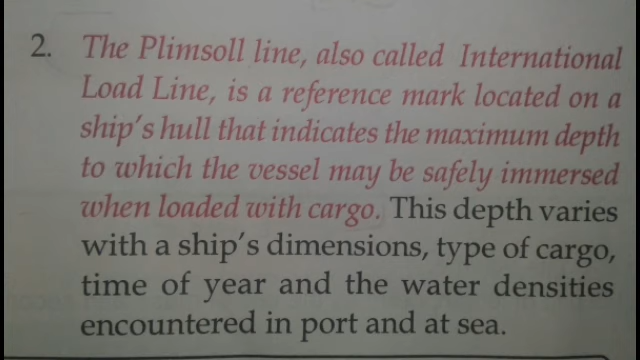 2. The Plimsoll line, also called International
Load Line, is a reference mark located on a
ship's hull that indicates the maximum depth
to which the vessel may be safely immersed
when loaded with cargo. This depth varies
with a ship's dimensions, type of cargo,
time of year and the water densities
encountered in port and at sea.